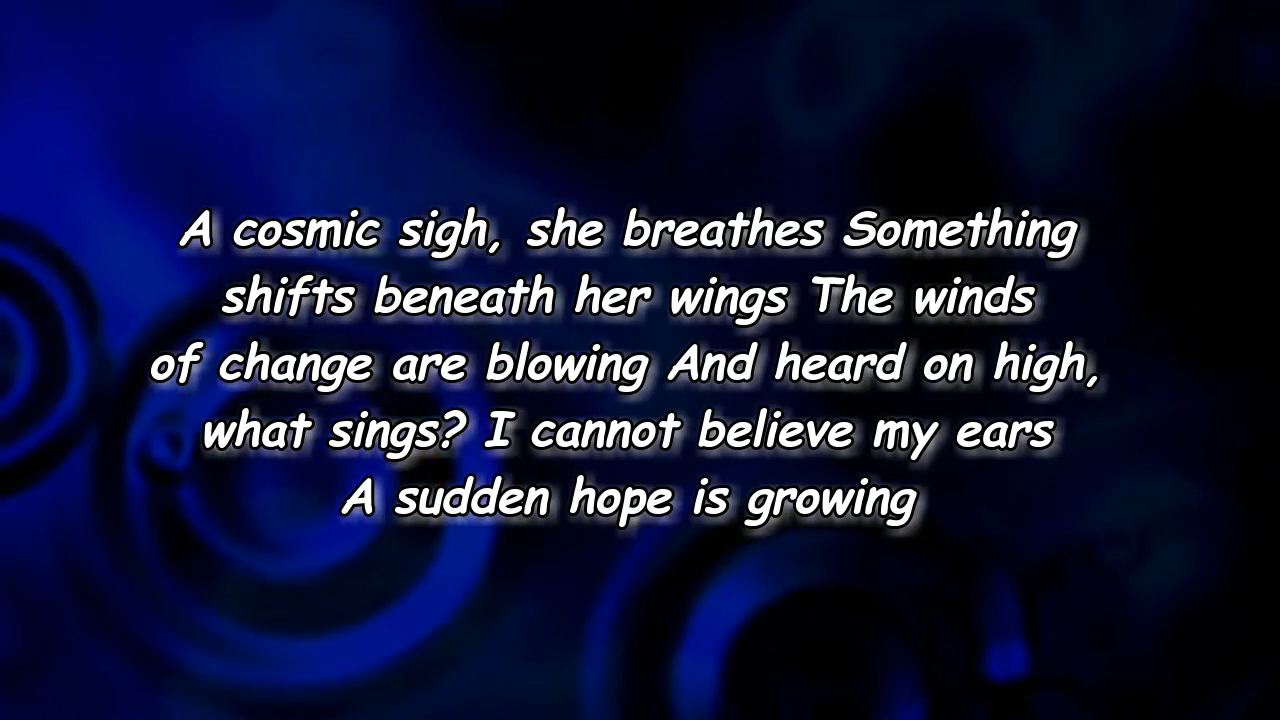 A cosmic sigh, she breathes Something
shifts beneath her wings The winds
of change are blowing And heard on high,
what sings? I cannot believe my ears
A sudden hope is growing